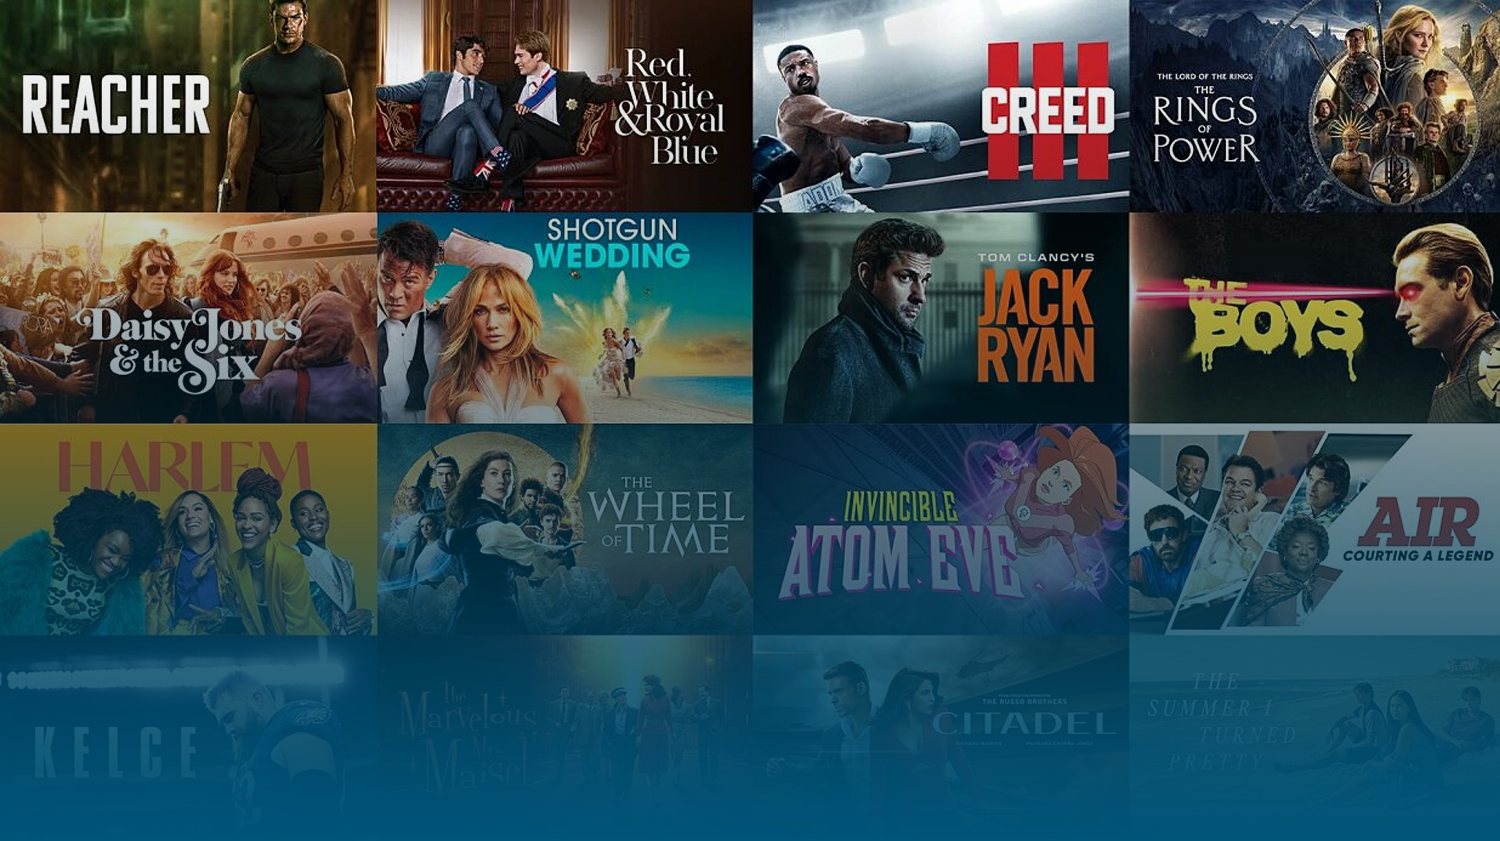 REACHER
Red,
White
& Royal
Blue
CREED
III
THE LORD OF THE RINGS
THE
RINGS
OF
POWER
Daisy Jones
& the Six
SHOTGUN
WEDDING
TOM CLANCY'S
JACK
RYAN
THE
BOYS
HARLEM
THE
WHEEL
OF TIME
INVINCIBLE
ATOM EVE
AIR
COURTING A LEGEND
KELCE
The
Marvelous
Mrs
Maisel
THE RUSSO BROTHERS
CITADEL
THE
SUMMER I
TURNED
PRETTY